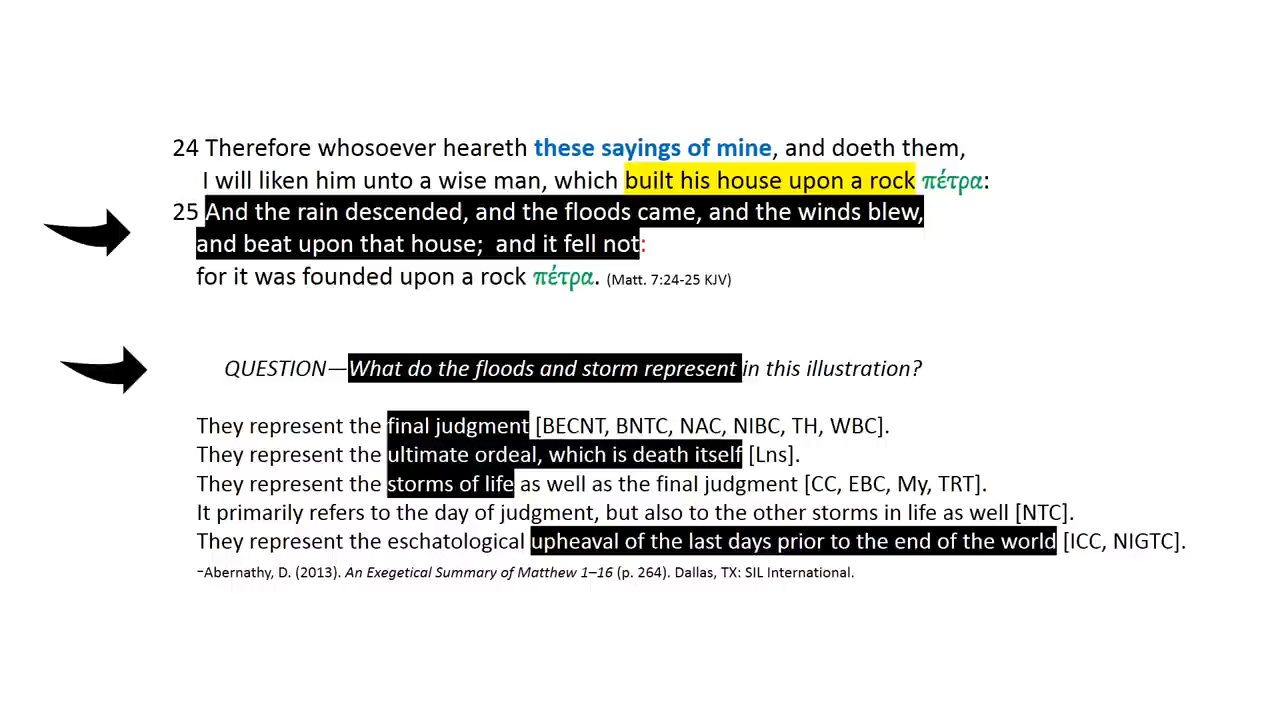 24 Therefore whosoever heareth these sayings of mine, and doeth them,
I will liken him unto a wise man, which built his house upon a rock πέτρα:
25 And the rain descended, and the floods came, and the winds blew,
and beat upon that house;  and it fell not:
for it was founded upon a rock πέτρα. (Matt. 7:24-25 KJV)
QUESTION—What do the floods and storm represent in this illustration?
They represent the final judgment [BECNT, BNTC, NAC, NIBC, TH, WBC].
They represent the ultimate ordeal, which is death itself [Lns].
They represent the storms of life as well as the final judgment [CC, EBC, My, TRT].
It primarily refers to the day of judgment, but also to the other storms in life as well [NTC].
They represent the eschatological upheaval of the last days prior to the end of the world [ICC, NIGTC].
–Abernathy, D. (2013). An Exegetical Summary of Matthew 1–16 (p. 264). Dallas, TX: SIL International.